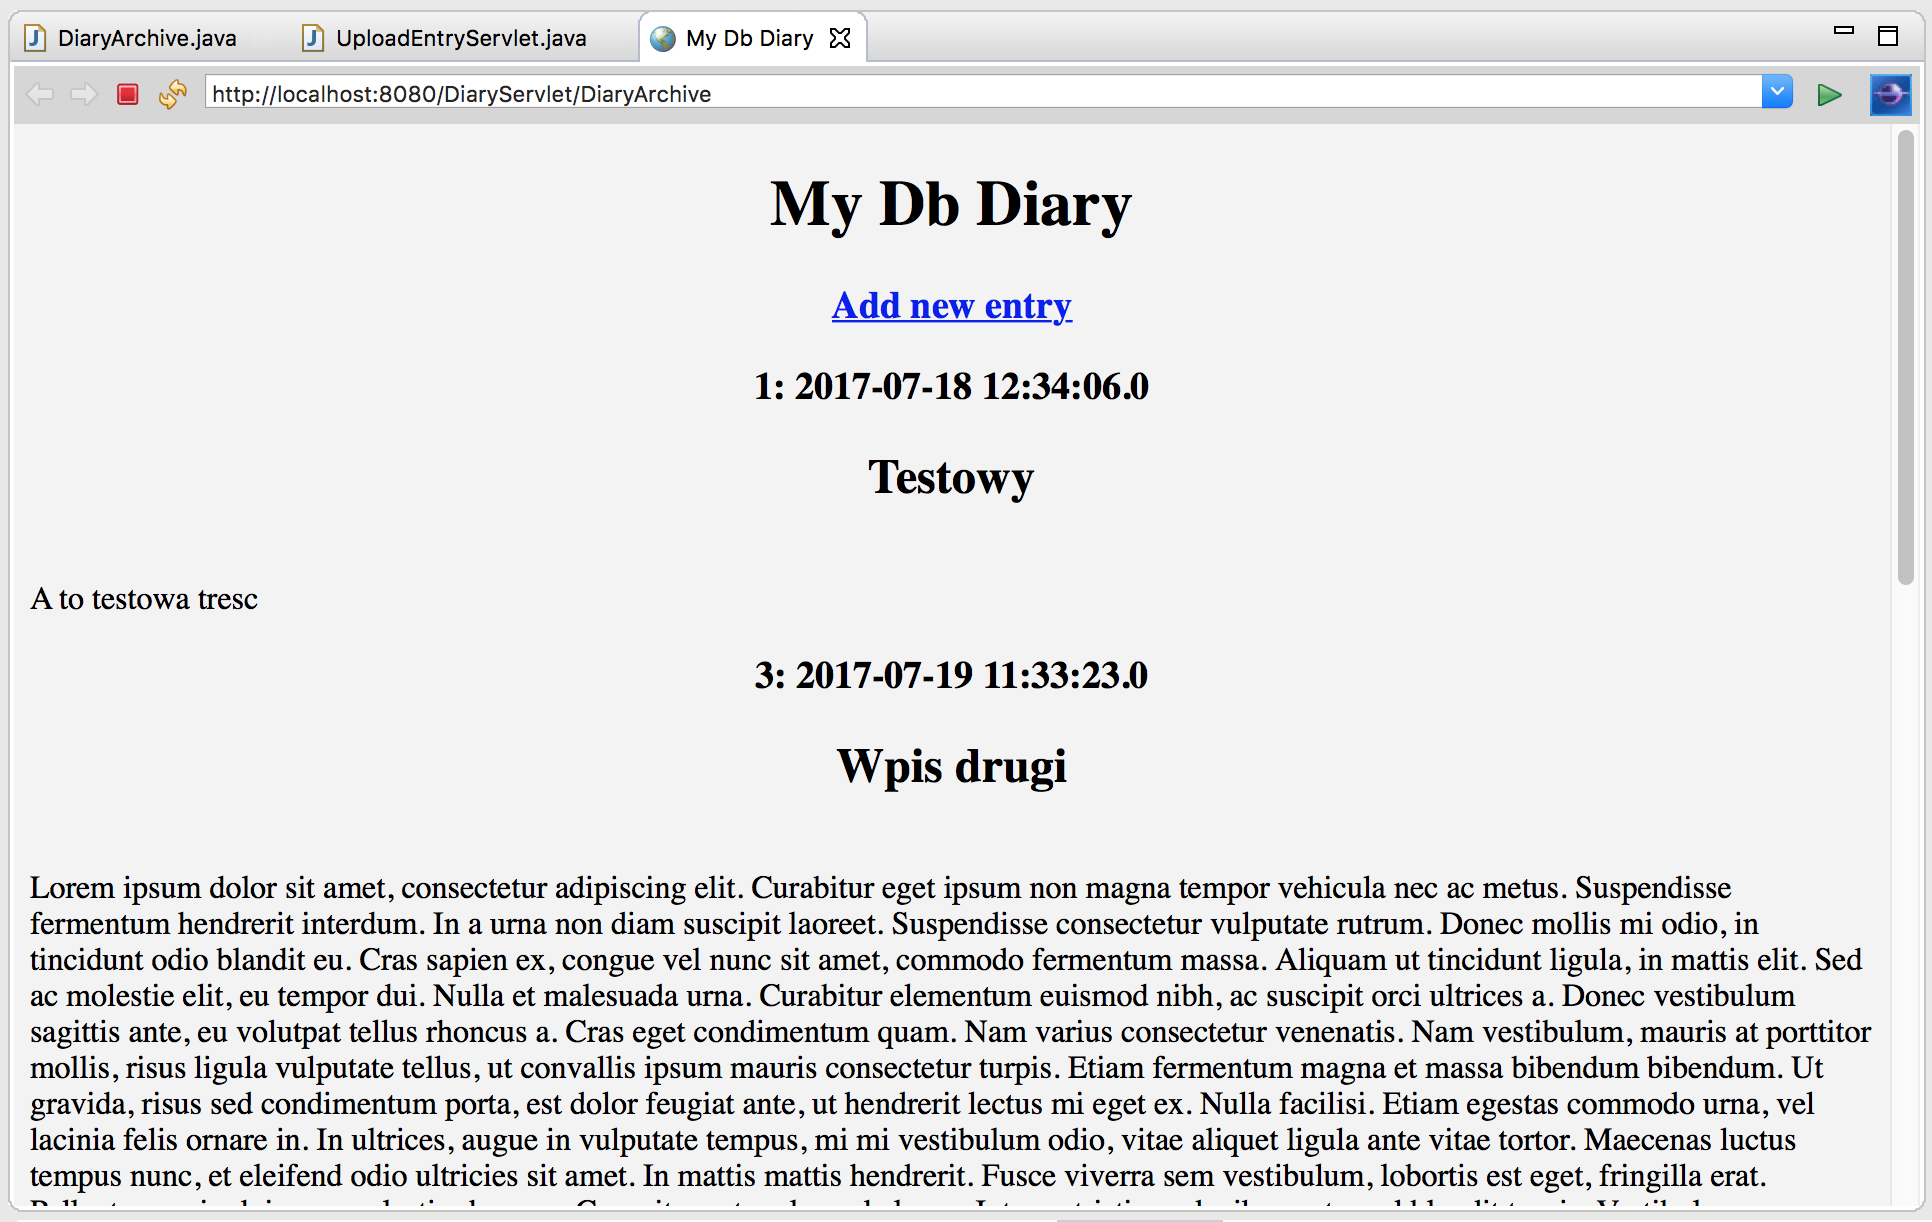 DiaryArchive.java
UploadEntryServlet.java
My Db Diary
http://localhost:8080/DiaryServlet/DiaryArchive
My Db Diary
Add new entry
1: 2017-07-18 12:34:06.0
Testowy
A to testowa tresc
3: 2017-07-19 11:33:23.0
Wpis drugi
Lorem ipsum dolor sit amet, consectetur adipiscing elit. Curabitur eget ipsum non magna tempor vehicula nec ac metus. Suspendisse
fermentum hendrerit interdum. In a urna non diam suscipit laoreet. Suspendisse consectetur vulputate rutrum. Donec mollis mi odio, in
tincidunt odio blandit eu. Cras sapien ex, congue vel nunc sit amet, commodo fermentum massa. Aliquam ut tincidunt ligula, in mattis elit. Sed
ac molestie elit, eu tempor dui. Nulla et malesuada urna. Curabitur elementum euismod nibh, ac suscipit orci ultrices a. Donec vestibulum
sagittis ante, eu volutpat tellus rhoncus a. Cras eget condimentum quam. Nam varius consectetur venenatis. Nam vestibulum, mauris at porttitor
mollis, risus ligula vulputate tellus, ut convallis ipsum mauris consectetur turpis. Etiam fermentum magna et massa bibendum bibendum. Ut
gravida, risus sed condimentum porta, est dolor feugiat ante, ut hendrerit lectus mi eget ex. Nulla facilisi. Etiam egestas commodo urna, vel
lacinia felis ornare in. In ultrices, augue in vulputate tempus, mi mi vestibulum odio, vitae aliquet ligula ante vitae tortor. Maecenas luctus
tempus nunc, et eleifend odio ultricies sit amet. In mattis mattis hendrerit. Fusce viverra sem vestibulum, lobortis est eget, fringilla erat.